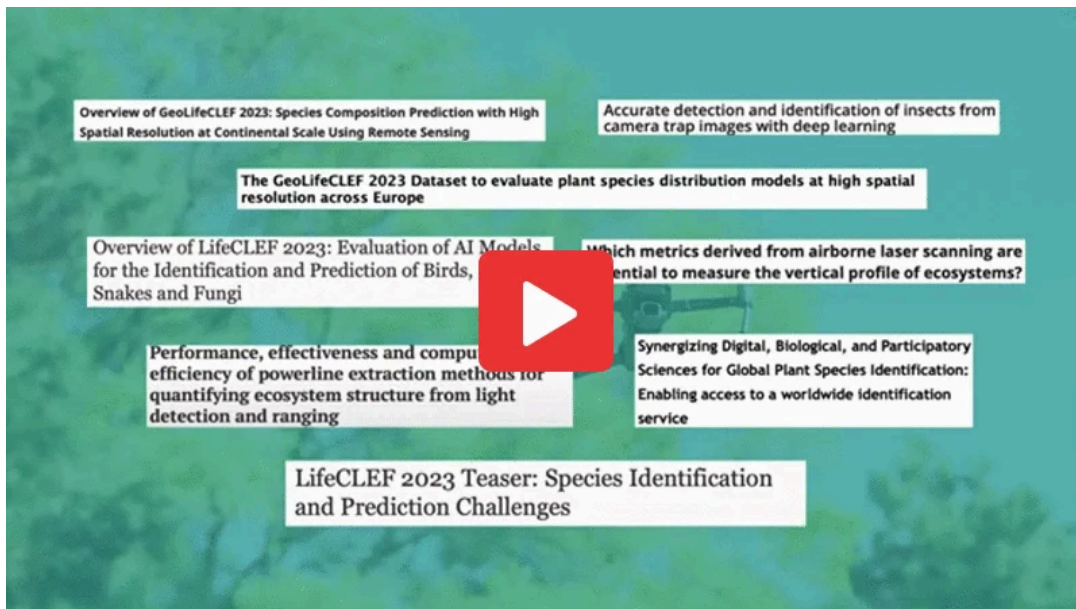 Overview of GeoLifeCLEF 2023: Species Composition Prediction with High
Spatial Resolution at Continental Scale Using Remote Sensing
Accurate detection and identification of insects from
camera trap images with deep learning
The GeoLifeCLEF 2023 Dataset to evaluate plant species distribution models at high spatial
resolution across Europe
Overview of LifeCLEF 2023: Evaluation of AI Models
for the Identification and Prediction of Birds,
Snakes and Fungi
Which metrics derived from airborne laser scanning are
to measure the vertical profile of ecosystems?
Performance, effectiveness and
efficiency of powerline extraction methods for
quantifying ecosystem structure from light
detection and ranging
Synergizing Digital, Biological, and Participatory
Sciences for Global Plant Species Identification:
Enabling access to a worldwide identification
service
LifeCLEF 2023 Teaser: Species Identification
and Prediction Challenges